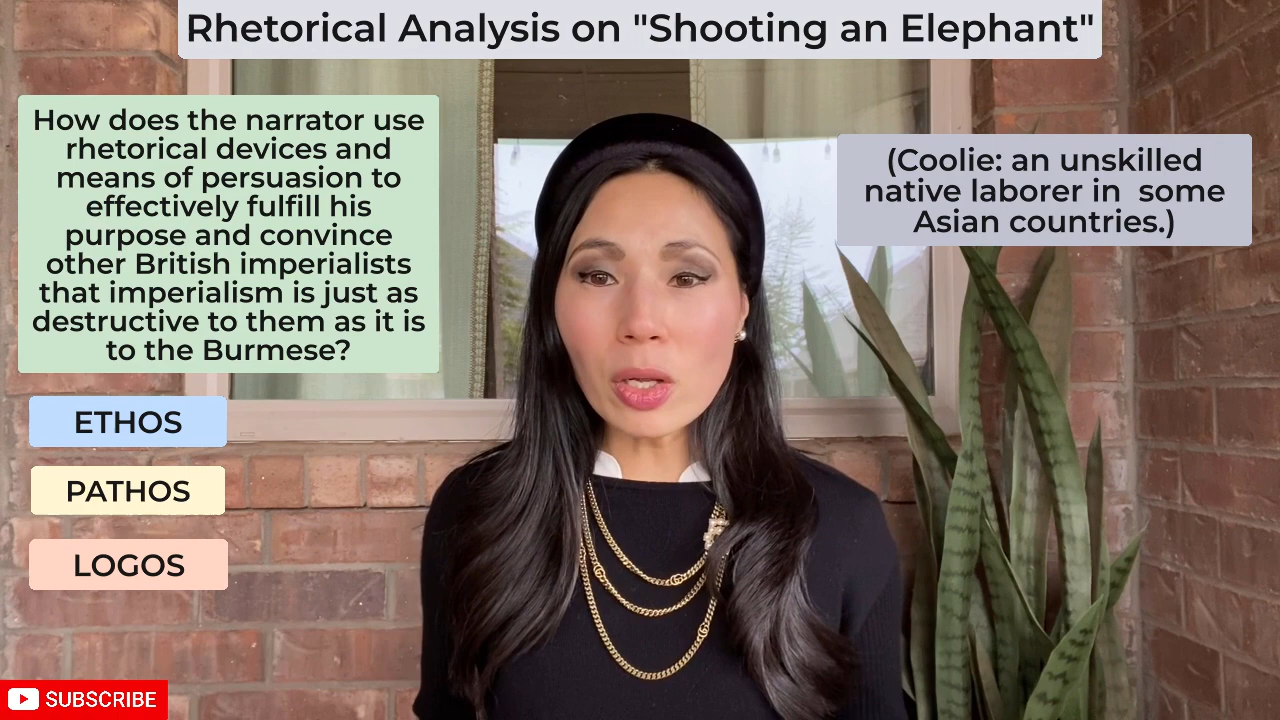 Rhetorical Analysis on "Shooting an Elephant"
How does the narrator use
rhetorical devices and
means of persuasion to
effectively fulfill his
purpose and convince
other British imperialists
that imperialism is just as
destructive to them as it is
to the Burmese?
(Coolie: an unskilled
native laborer in  some
Asian countries.)
ETHOS
PATHOS
LOGOS
SUBSCRIBE